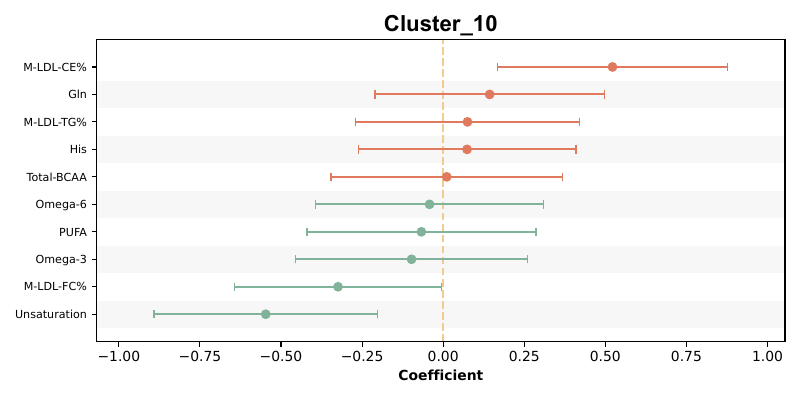 Cluster_10
M-LDL-CE%
Gln
M-LDL-TG%
His
Total-BCAA
Omega-6
PUFA
Omega-3
M-LDL-FC%
Unsaturation
−1.00 −0.75 −0.50 −0.25 0.00 0.25 0.50 0.75 1.00
Coefficient